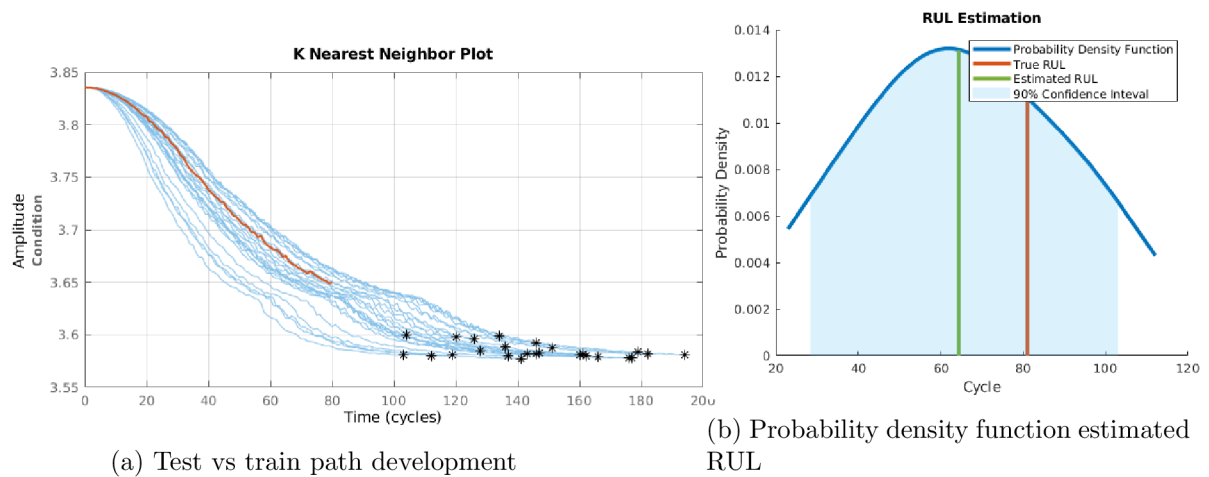 K Nearest Neighbor Plot
3.85
3.8
3.75
3.7
3.65
3.6
3.55
Amplitude
Condition
0 20 40 60 80 100 120 140 160 180 200
Time (cycles)
(a) Test vs train path development
RUL Estimation
0.014
0.012
0.01
0.008
0.006
0.004
0.002
0
Probability Density
Probability Density Function
True RUL
Estimated RUL
90% Confidence Inteval
20 40 60 80 100 120
Cycle
(b) Probability density function estimated
RUL